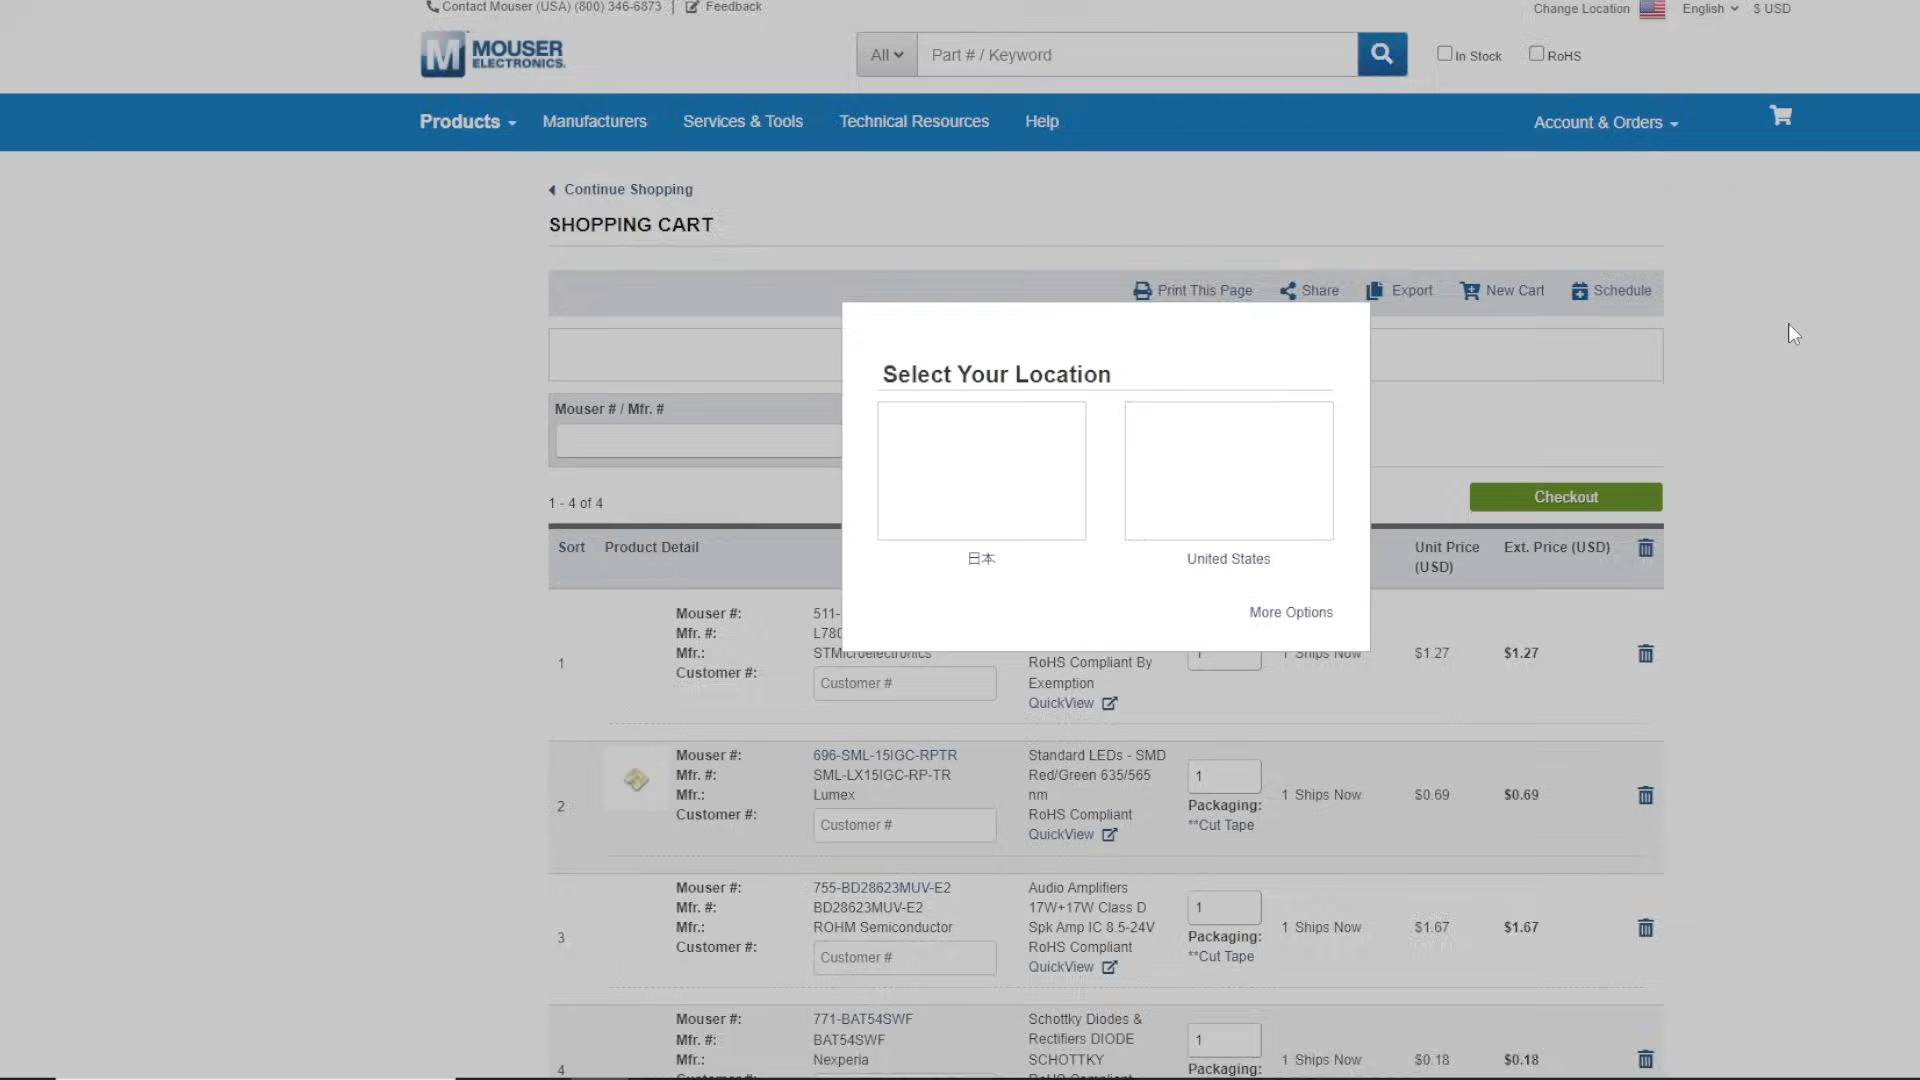 Contact Mouser (USA) (800) 346-6873 | Feedback
Change Location English $ USD
MOUSER
ELECTRONICS.
All Part # / Keyword
In Stock RoHS
Products Manufacturers Services & Tools Technical Resources Help Account & Orders
Continue Shopping
SHOPPING CART
Print This Page Share Export New Cart Schedule
Select Your Location
Mouser # / Mfr. #
1 - 4 of 4
Checkout
Sort Product Detail Unit Price (USD) Ext. Price (USD)
日本 United States
More Options
1
Mouser #: 511-
Mfr. #: L780
Mfr.: STMicroelectronics
Customer #: Customer #
RoHS Compliant By
Exemption
QuickView
1 1 Ships Now $1.27 $1.27
2
Mouser #: 696-SML-15IGC-RPTR
Mfr. #: SML-LX15IGC-RP-TR
Mfr.: Lumex
Customer #: Customer #
Standard LEDs - SMD
Red/Green 635/565
nm
RoHS Compliant
QuickView
1
Packaging:
**Cut Tape
1 Ships Now $0.69 $0.69
3
Mouser #: 755-BD28623MUV-E2
Mfr. #: BD28623MUV-E2
Mfr.: ROHM Semiconductor
Customer #: Customer #
Audio Amplifiers
17W+17W Class D
Spk Amp IC 8.5-24V
RoHS Compliant
QuickView
1
Packaging:
**Cut Tape
1 Ships Now $1.67 $1.67
4
Mouser #: 771-BAT54SWF
Mfr. #: BAT54SWF
Mfr.: Nexperia
Customer #:
Schottky Diodes &
Rectifiers DIODE
SCHOTTKY
RoHS Compliant
1
Packaging:
1 Ships Now $0.18 $0.18